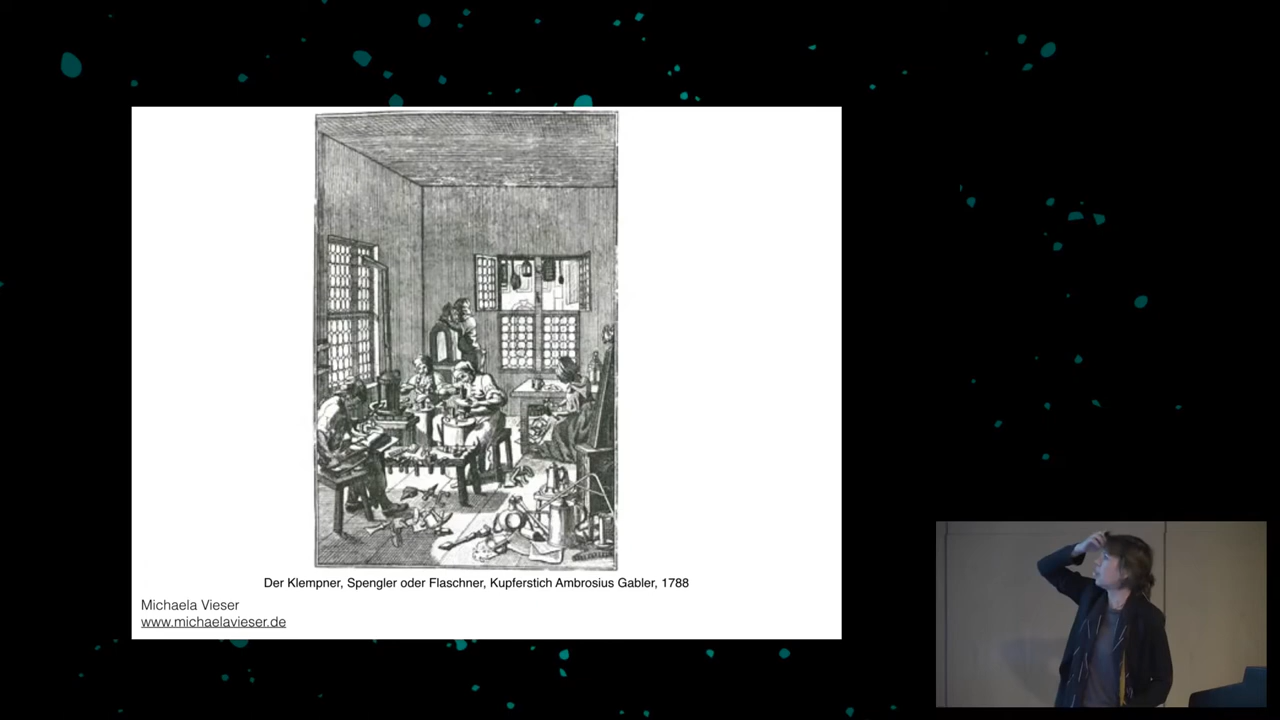 Der Klempner, Spengler oder Flaschner, Kupferstich Ambrosius Gabler, 1788
Michaela Vieser
www.michaelavieser.de